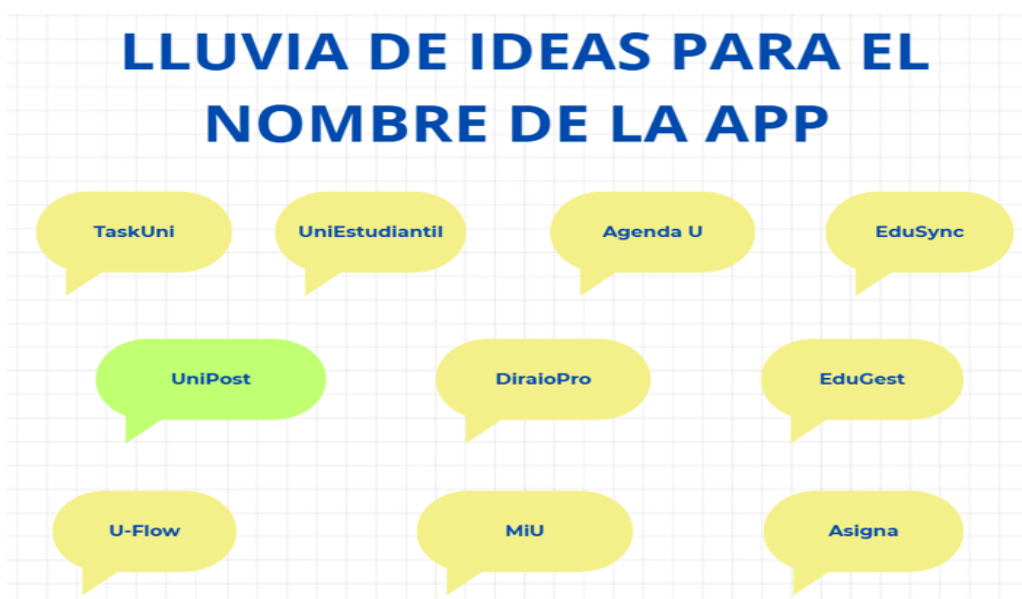 LLUVIA DE IDEAS PARA EL
NOMBRE DE LA APP
TaskUni
UniEstudiantil
Agenda U
EduSync
UniPost
DiraioPro
EduGest
U-Flow
MiU
Asigna